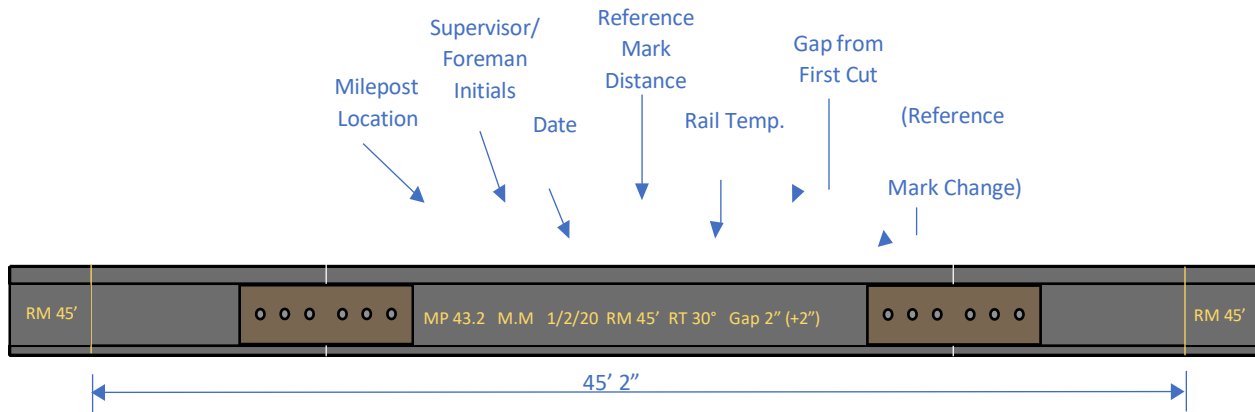 Supervisor/
Foreman
Initials
Milepost
Location
Date
Reference
Mark
Distance
Rail Temp.
Gap from
First Cut
(Reference
Mark Change)
RM 45’
MP 43.2 M.M 1/2/20 RM 45’ RT 30° Gap 2” (+2”)
RM 45’
45’ 2”